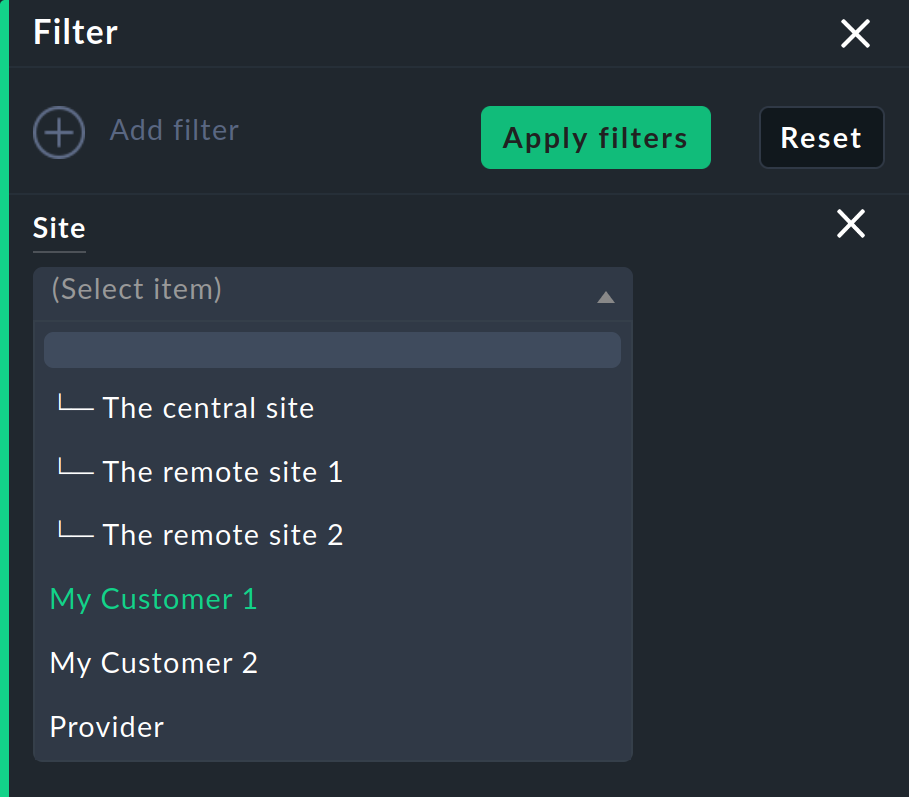 Filter
Add filter
Apply filters
Reset
Site
(Select item)
└─ The central site
└─ The remote site 1
└─ The remote site 2
My Customer 1
My Customer 2
Provider